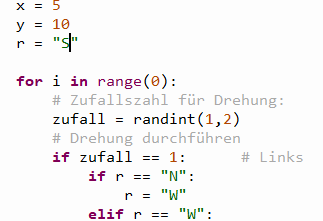 x = 5
y = 10
r = "S"
for i in range(0):
# Zufallszahl für Drehung:
zufall = randint(1,2)
# Drehung durchführen
if zufall == 1: # Links
if r == "N":
r = "W"
elif r == "W":